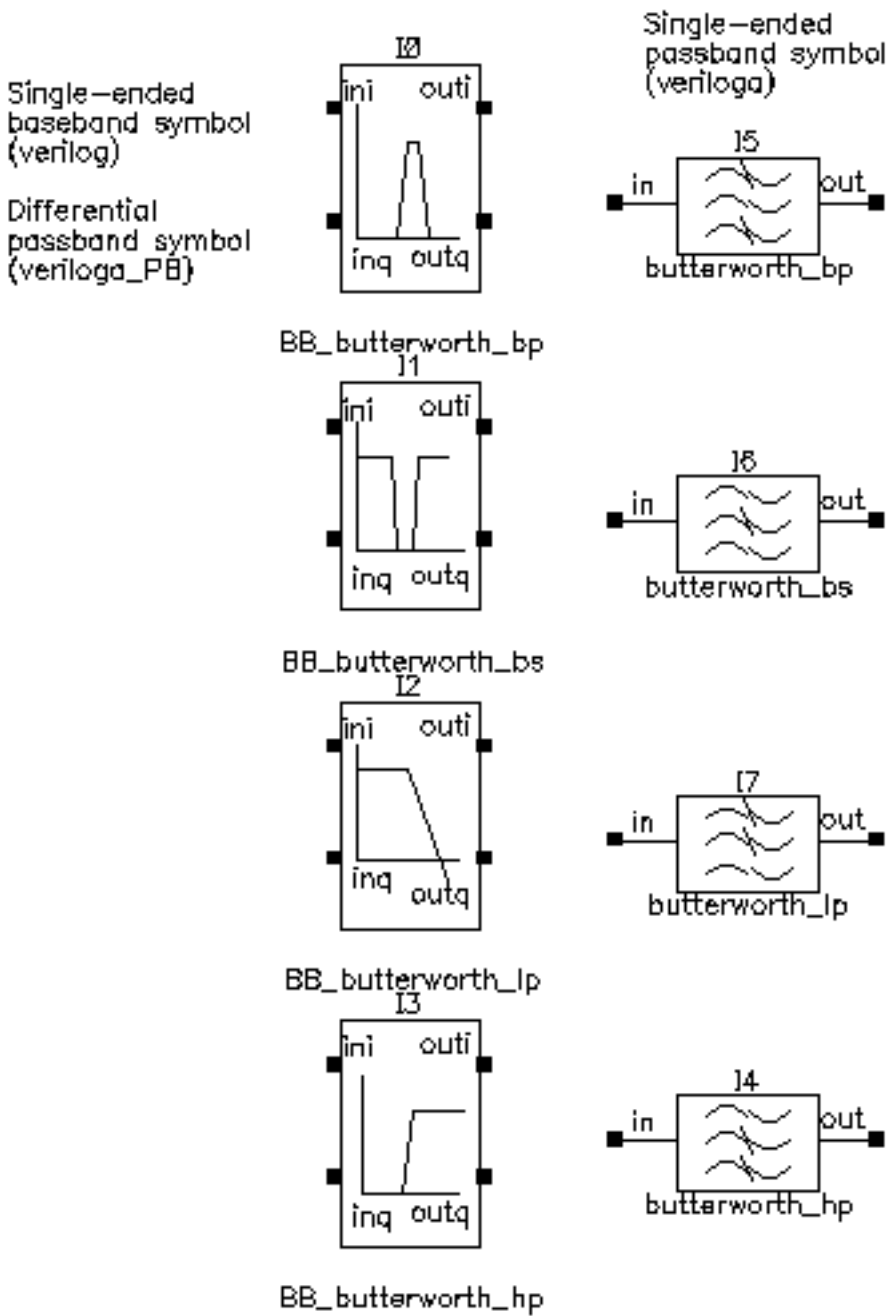 Single-ended
baseband symbol
(verilog)
Differential
passband symbol
(veriloga_PB)
Single-ended
passband symbol
(veriloga)
I0
ini outi
inq outq
BB_butterworth_bp
I5
in out
butterworth_bp
I1
ini outi
inq outq
BB_butterworth_bs
I6
in out
butterworth_bs
I2
ini outi
inq outq
BB_butterworth_lp
I7
in out
butterworth_lp
I3
ini outi
inq outq
BB_butterworth_hp
I4
in out
butterworth_hp